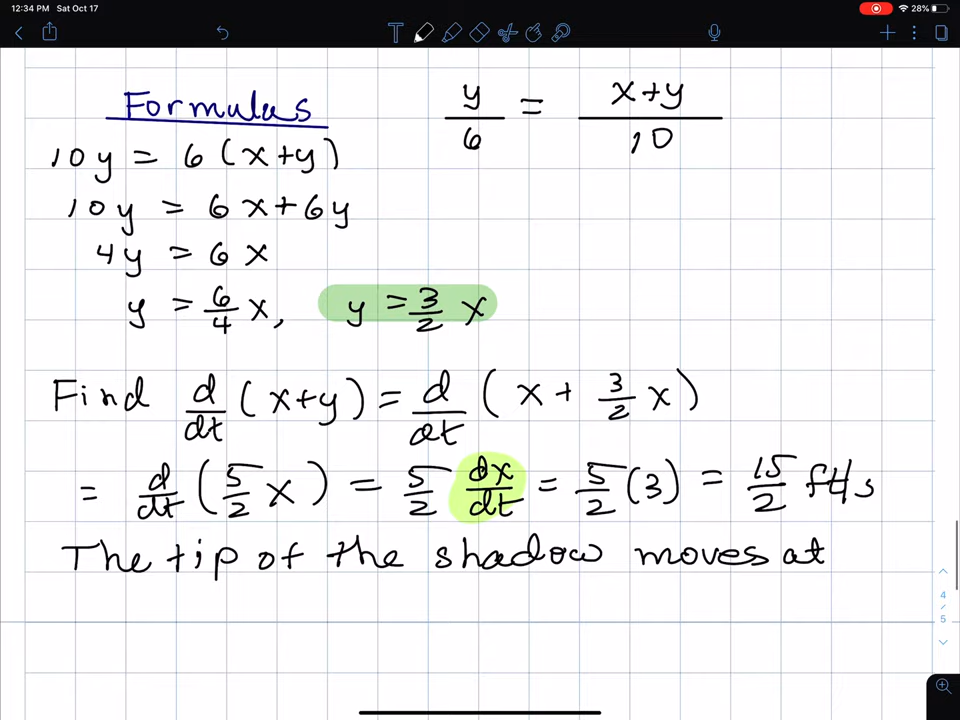 12:34 PM Sat Oct 17
28%
Formulas
y/6 = x+y/10
10y = 6(x+y)
10y = 6x+6y
4y = 6x
y = 6/4 x, y = 3/2 x
Find d/dt (x+y) = d/dt (x + 3/2 x)
= d/dt (5/2 x) = 5/2 dx/dt = 5/2 (3) = 15/2 ft/s
The tip of the shadow moves at
4
/
5